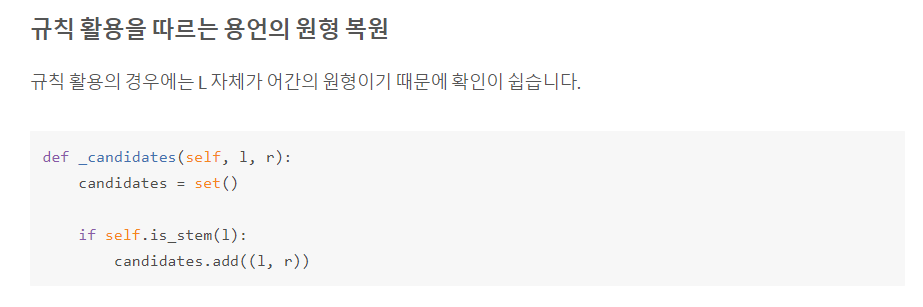 규칙 활용을 따르는 용언의 원형 복원
규칙 활용의 경우에는 L 자체가 어간의 원형이기 때문에 확인이 쉽습니다.
def _candidates(self, l, r):
    candidates = set()
    if self.is_stem(l):
        candidates.add((l, r))